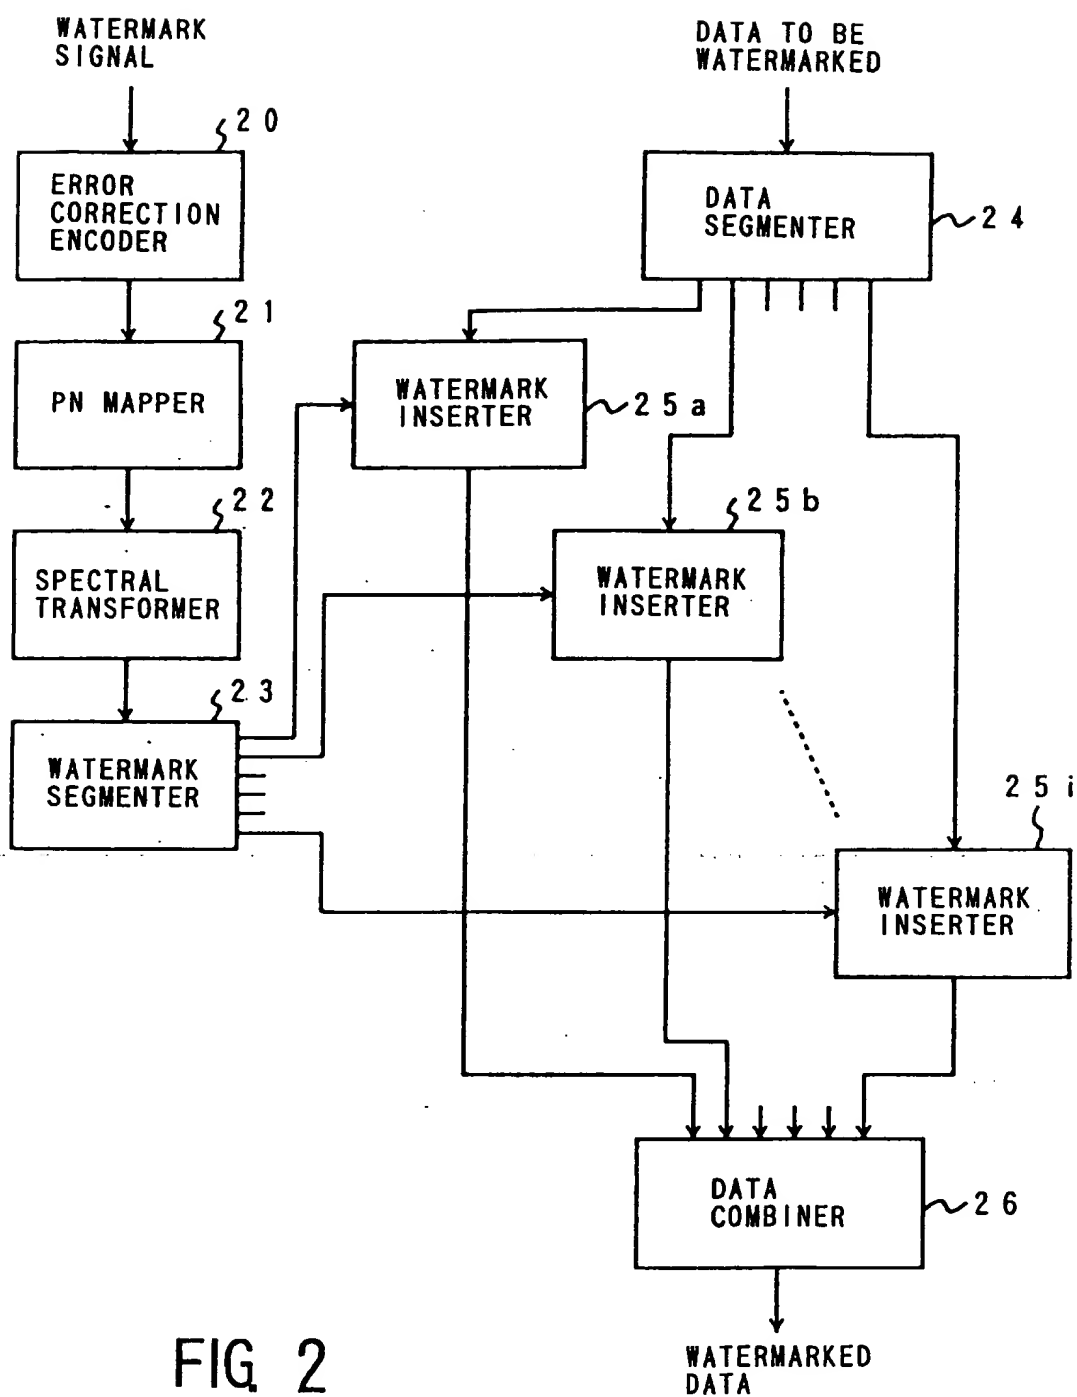 WATERMARK
SIGNAL
DATA TO BE
WATERMARKED
20
ERROR
CORRECTION
ENCODER
DATA
SEGMENTER
24
21
PN MAPPER
WATERMARK
INSERTER
25a
22
25b
SPECTRAL
TRANSFORMER
WATERMARK
INSERTER
23
WATERMARK
SEGMENTER
25i
WATERMARK
INSERTER
DATA
COMBINER
26
FIG. 2
WATERMARKED
DATA